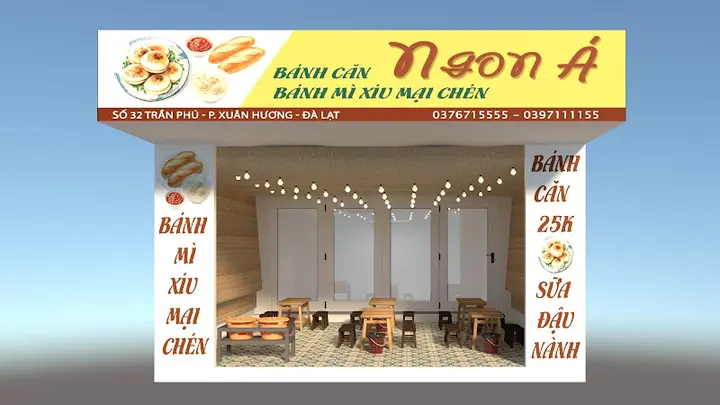 Ngon Á
BÁNH CĂN
BÁNH MÌ XÍU MẠI CHÉN
SỐ 32 TRẦN PHÚ - P. XUÂN HƯƠNG - ĐÀ LẠT
0376715555 – 0397111155
BÁNH
MÌ
XÍU
MẠI
CHÉN
BÁNH
CĂN
25K
SỮA
ĐẬU
NÀNH